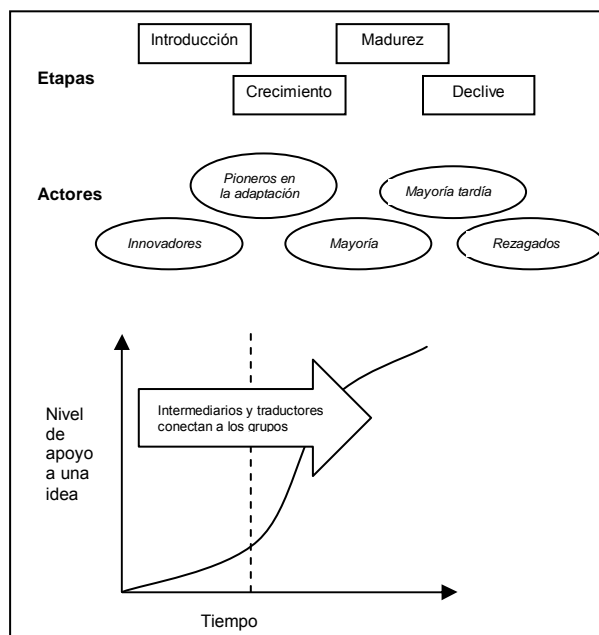 Introducción
Madurez
Etapas
Crecimiento
Declive
Pioneros en
la adaptación
Mayoría tardía
Actores
Innovadores
Mayoría
Rezagados
Nivel
de
apoyo
a una
idea
Intermediarios y traductores
conectan a los grupos
Tiempo